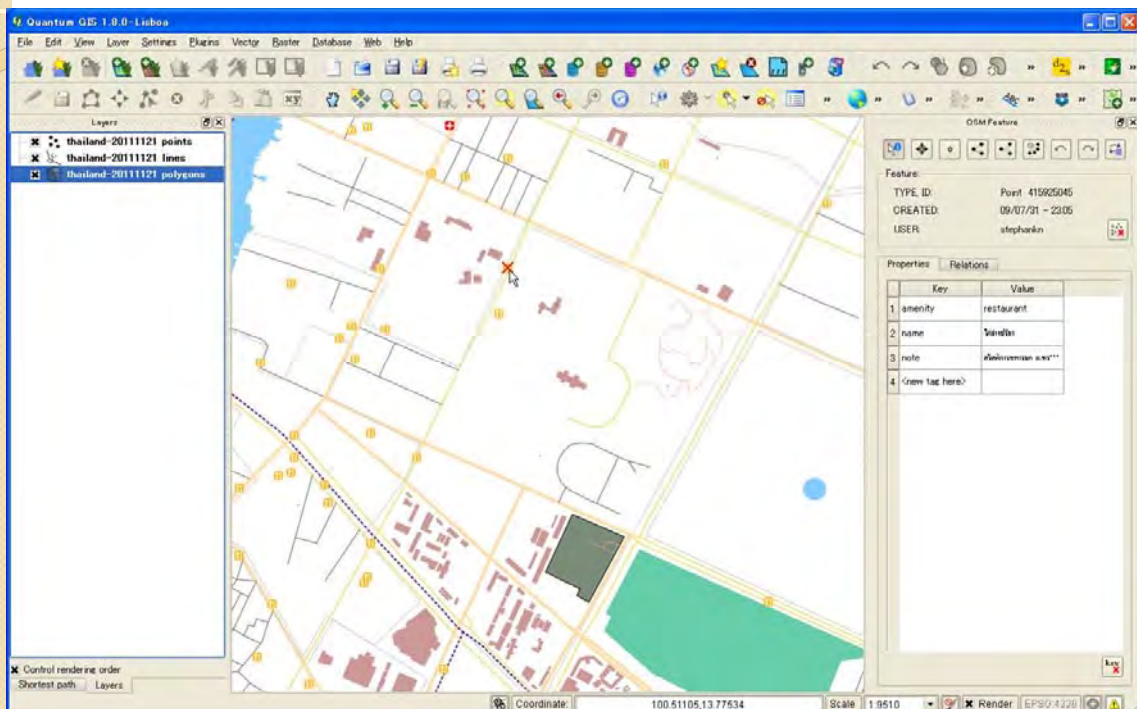 Quantum GIS 1.8.0-Lisboa
File Edit View Layer Settings Plugins Vector Raster Database Web Help
Layers
thailand-20111121 points
thailand-20111121 lines
thailand-20111121 polygons
Control rendering order
Shortest path Layers
OSM Feature
Feature:
TYPE, ID: Point 415925045
CREATED: 09/07/31 - 23:05
USER: stephankn
Properties Relations
Key Value
1 amenity restaurant
2 name
3 note
4 <new tag here>
Coordinate: 100.51105,13.77534 Scale 1:9510 Render EPSG:4326